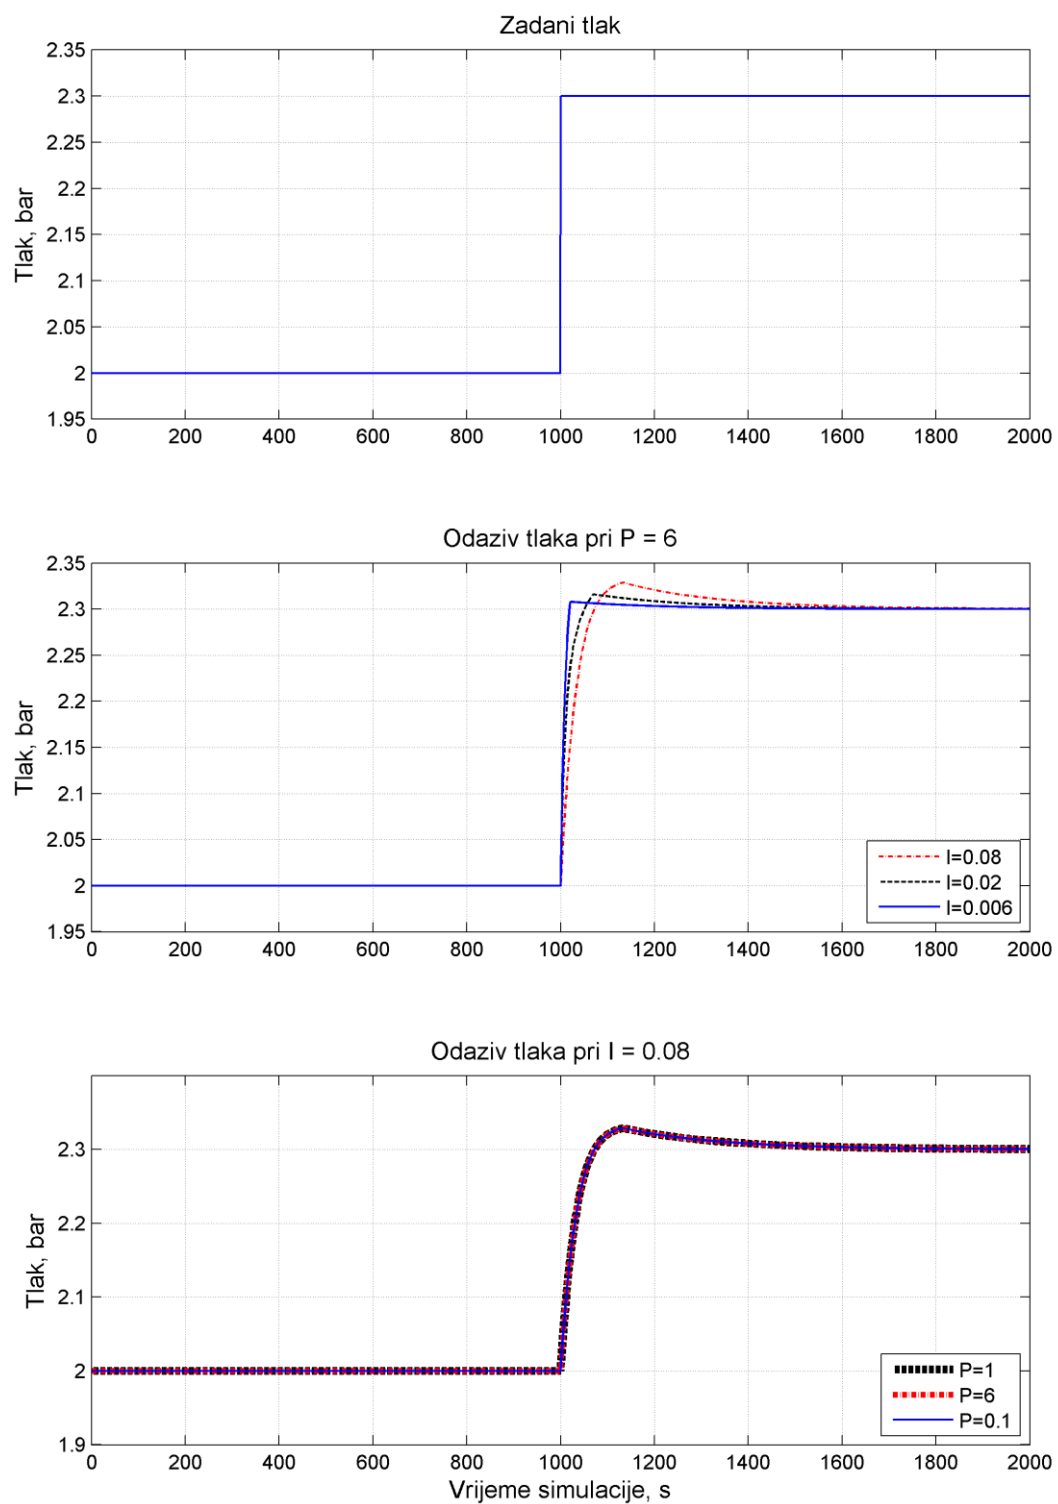 Zadani tlak
2.35
2.3
2.25
2.2
2.15
2.1
2.05
2
1.95
Tlak, bar
0 200 400 600 800 1000 1200 1400 1600 1800 2000
Odaziv tlaka pri P = 6
2.35
2.3
2.25
2.2
2.15
2.1
2.05
2
1.95
Tlak, bar
I=0.08
I=0.02
I=0.006
0 200 400 600 800 1000 1200 1400 1600 1800 2000
Odaziv tlaka pri I = 0.08
2.3
2.2
2.1
2
1.9
Tlak, bar
P=1
P=6
P=0.1
0 200 400 600 800 1000 1200 1400 1600 1800 2000
Vrijeme simulacije, s